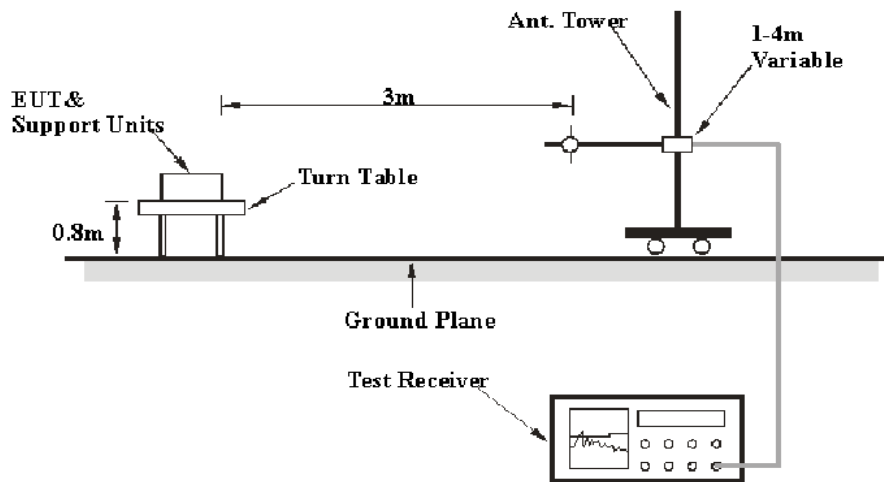 Ant. Tower
1-4m
Variable
3m
EUT &
Support Units
Turn Table
0.8m
Ground Plane
Test Receiver